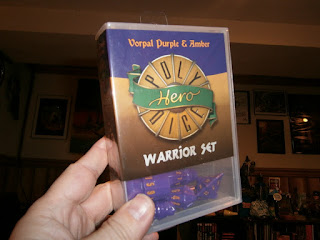 Vorpal Purple & Amber
POLY
Hero
DICE
WARRIOR SET